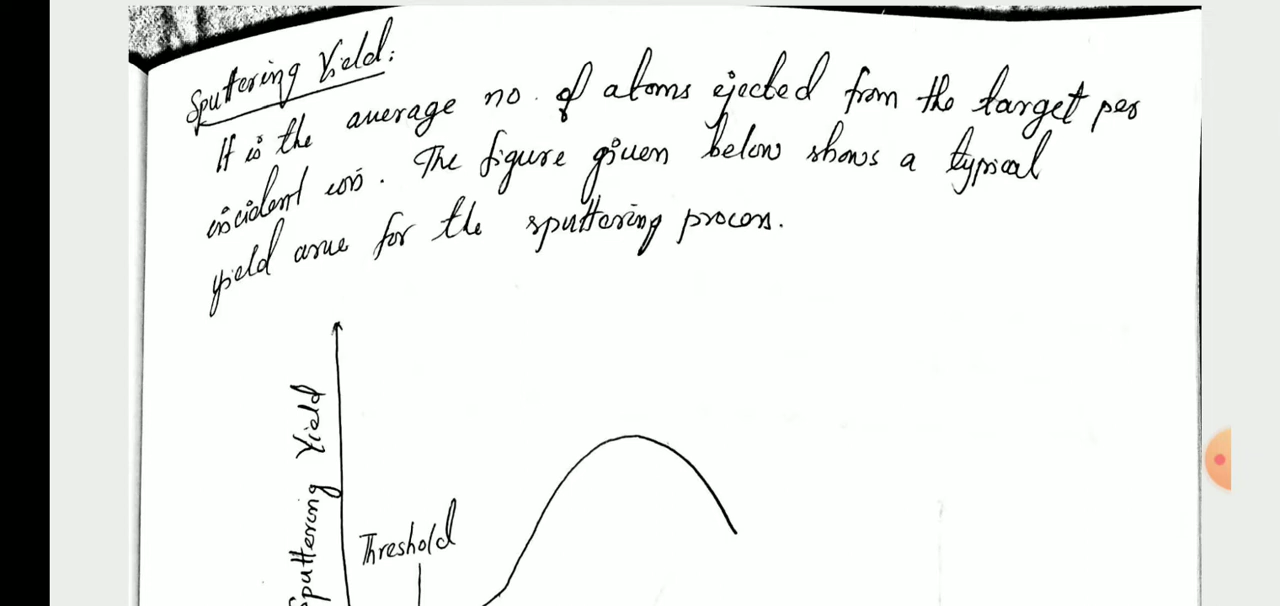 Sputtering Yield:
It is the average no. of atoms ejected from the target per
incident ion. The figure given below shows a typical
yield curve for the sputtering process.
Sputtering Yield
Threshold